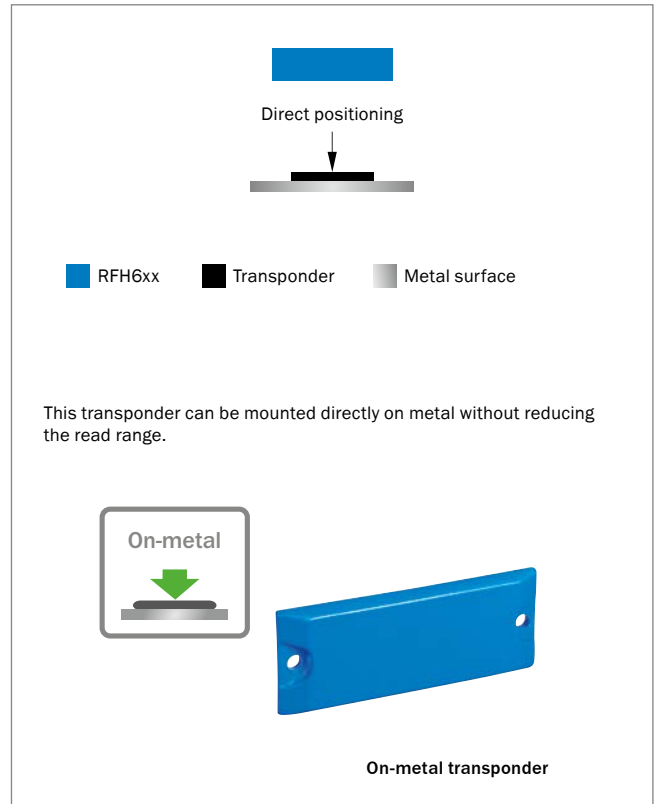 Direct positioning
RFH6xx
Transponder
Metal surface
This transponder can be mounted directly on metal without reducing
the read range.
On-metal
On-metal transponder